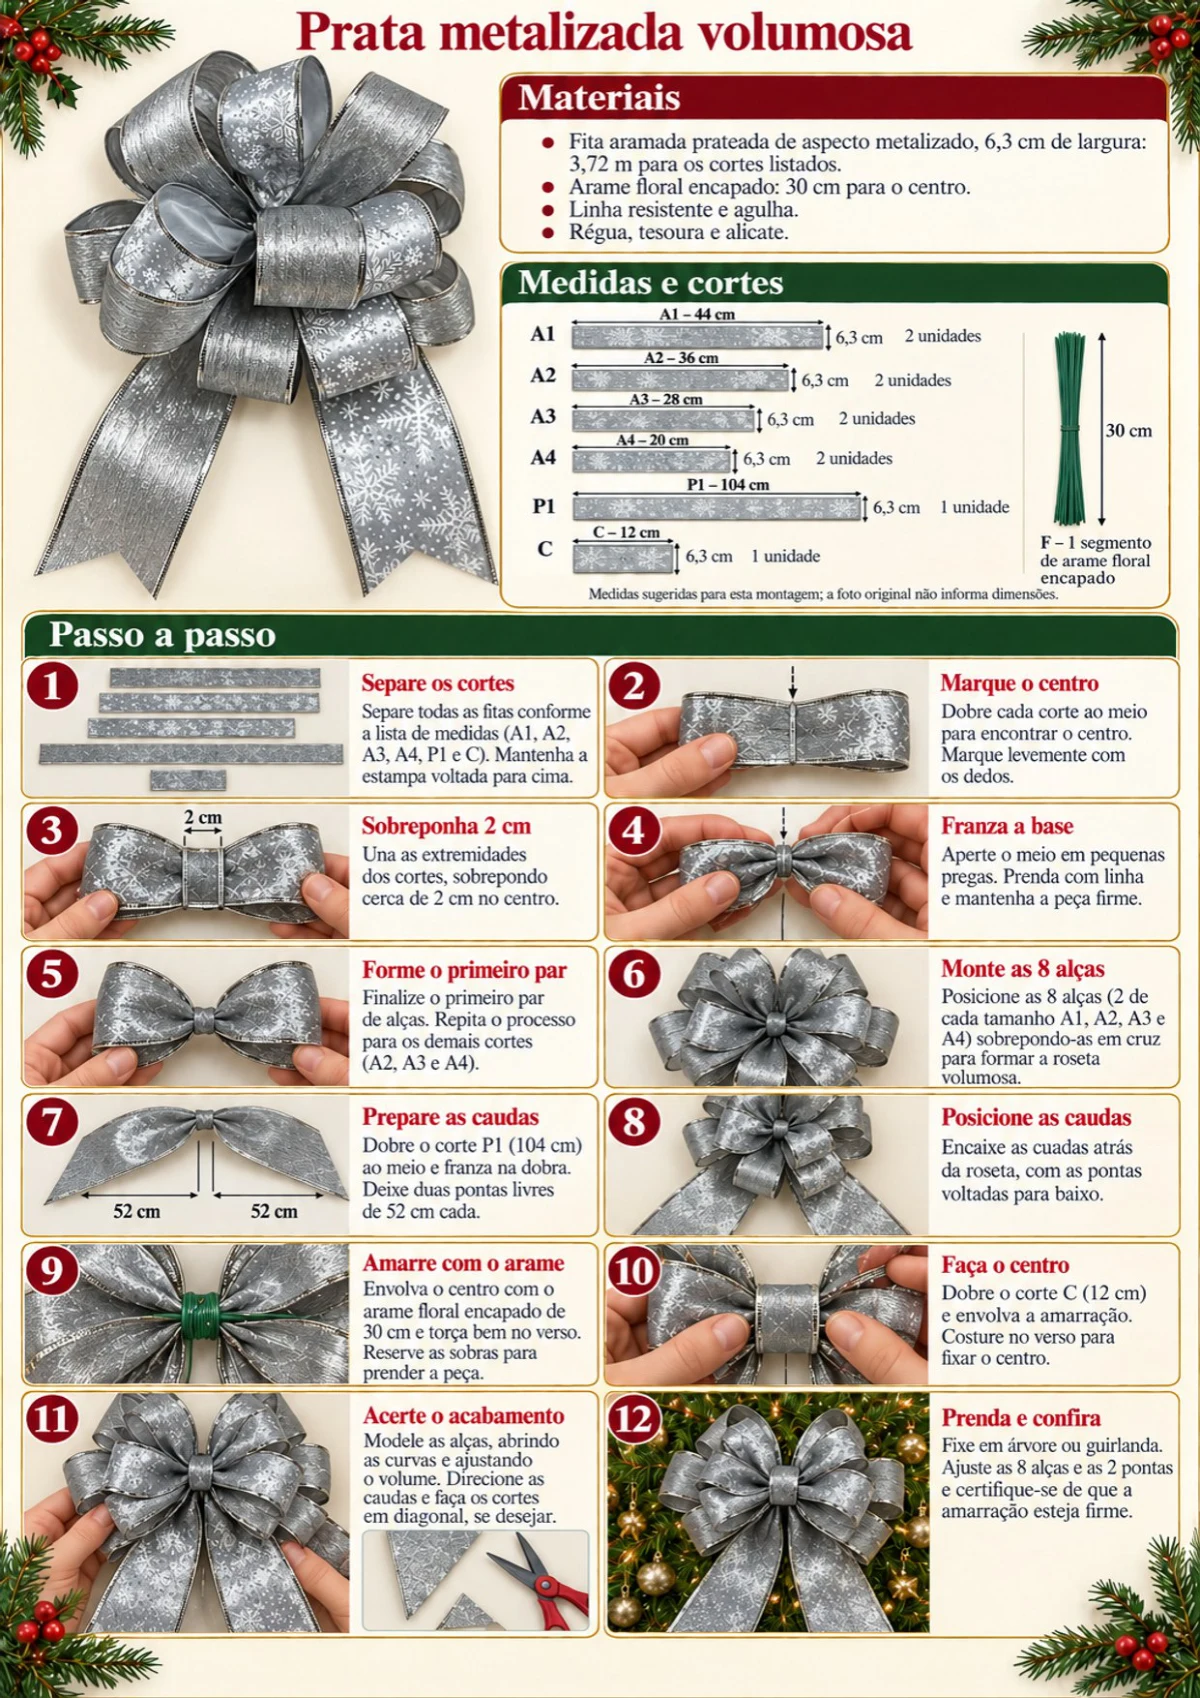 Prata metalizada volumosa
Materiais
● Fita aramada prateada de aspecto metalizado, 6,3 cm de largura:
3,72 m para os cortes listados.
● Arame floral encapado: 30 cm para o centro.
● Linha resistente e agulha.
● Régua, tesoura e alicate.
Medidas e cortes
A1 – 44 cm
A1 6,3 cm 2 unidades
A2 – 36 cm
A2 6,3 cm 2 unidades
A3 – 28 cm
A3 6,3 cm 2 unidades
A4 – 20 cm
A4 6,3 cm 2 unidades
P1 – 104 cm
P1 6,3 cm 1 unidade
C – 12 cm
C 6,3 cm 1 unidade
30 cm
F – 1 segmento
de arame floral
encapado
Medidas sugeridas para esta montagem; a foto original não informa dimensões.
Passo a passo
1
Separe os cortes
Separe todas as fitas conforme
a lista de medidas (A1, A2,
A3, A4, P1 e C). Mantenha a
estampa voltada para cima.
2
Marque o centro
Dobre cada corte ao meio
para encontrar o centro.
Marque levemente com
os dedos.
3
2 cm
Sobreponha 2 cm
Una as extremidades
dos cortes, sobrepondo
cerca de 2 cm no centro.
4
Franza a base
Aperte o meio em pequenas
pregas. Prenda com linha
e mantenha a peça firme.
5
Forme o primeiro par
Finalize o primeiro par
de alças. Repita o processo
para os demais cortes
(A2, A3 e A4).
6
Monte as 8 alças
Posicione as 8 alças (2 de
cada tamanho A1, A2, A3 e
A4) sobrepondo-as em cruz
para formar a roseta
volumosa.
7
52 cm 52 cm
Prepare as caudas
Dobre o corte P1 (104 cm)
ao meio e franza na dobra.
Deixe duas pontas livres
de 52 cm cada.
8
Posicione as caudas
Encaixe as cuadas atrás
da roseta, com as pontas
voltadas para baixo.
9
Amarre com o arame
Envolva o centro com o
arame floral encapado de
30 cm e torça bem no verso.
Reserve as sobras para
prender a peça.
10
Faça o centro
Dobre o corte C (12 cm)
e envolva a amarração.
Costure no verso para
fixar o centro.
11
Acerte o acabamento
Modele as alças, abrindo
as curvas e ajustando
o volume. Direcione as
caudas e faça os cortes
em diagonal, se desejar.
12
Prenda e confira
Fixe em árvore ou guirlanda.
Ajuste as 8 alças e as 2 pontas
e certifique-se de que a
amarração esteja firme.